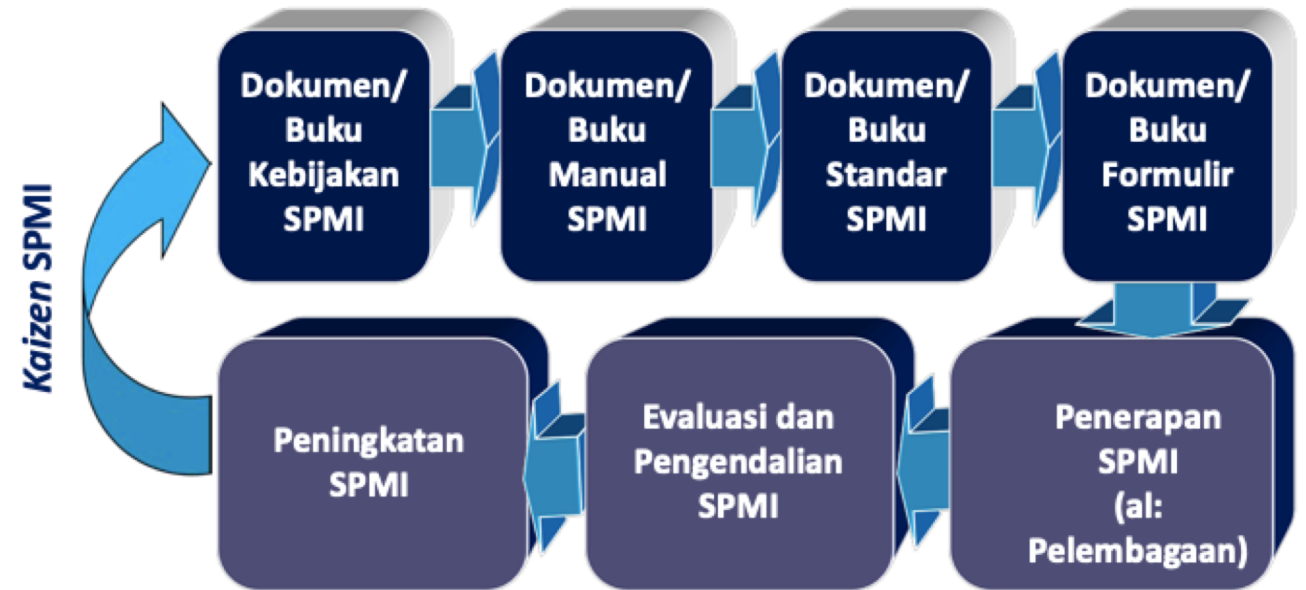 Dokumen/
Buku
Kebijakan
SPMI
Dokumen/
Buku
Manual
SPMI
Dokumen/
Buku
Standar
SPMI
Dokumen/
Buku
Formulir
SPMI
Kaizen SPMI
Peningkatan
SPMI
Evaluasi dan
Pengendalian
SPMI
Penerapan
SPMI
(al:
Pelembagaan)